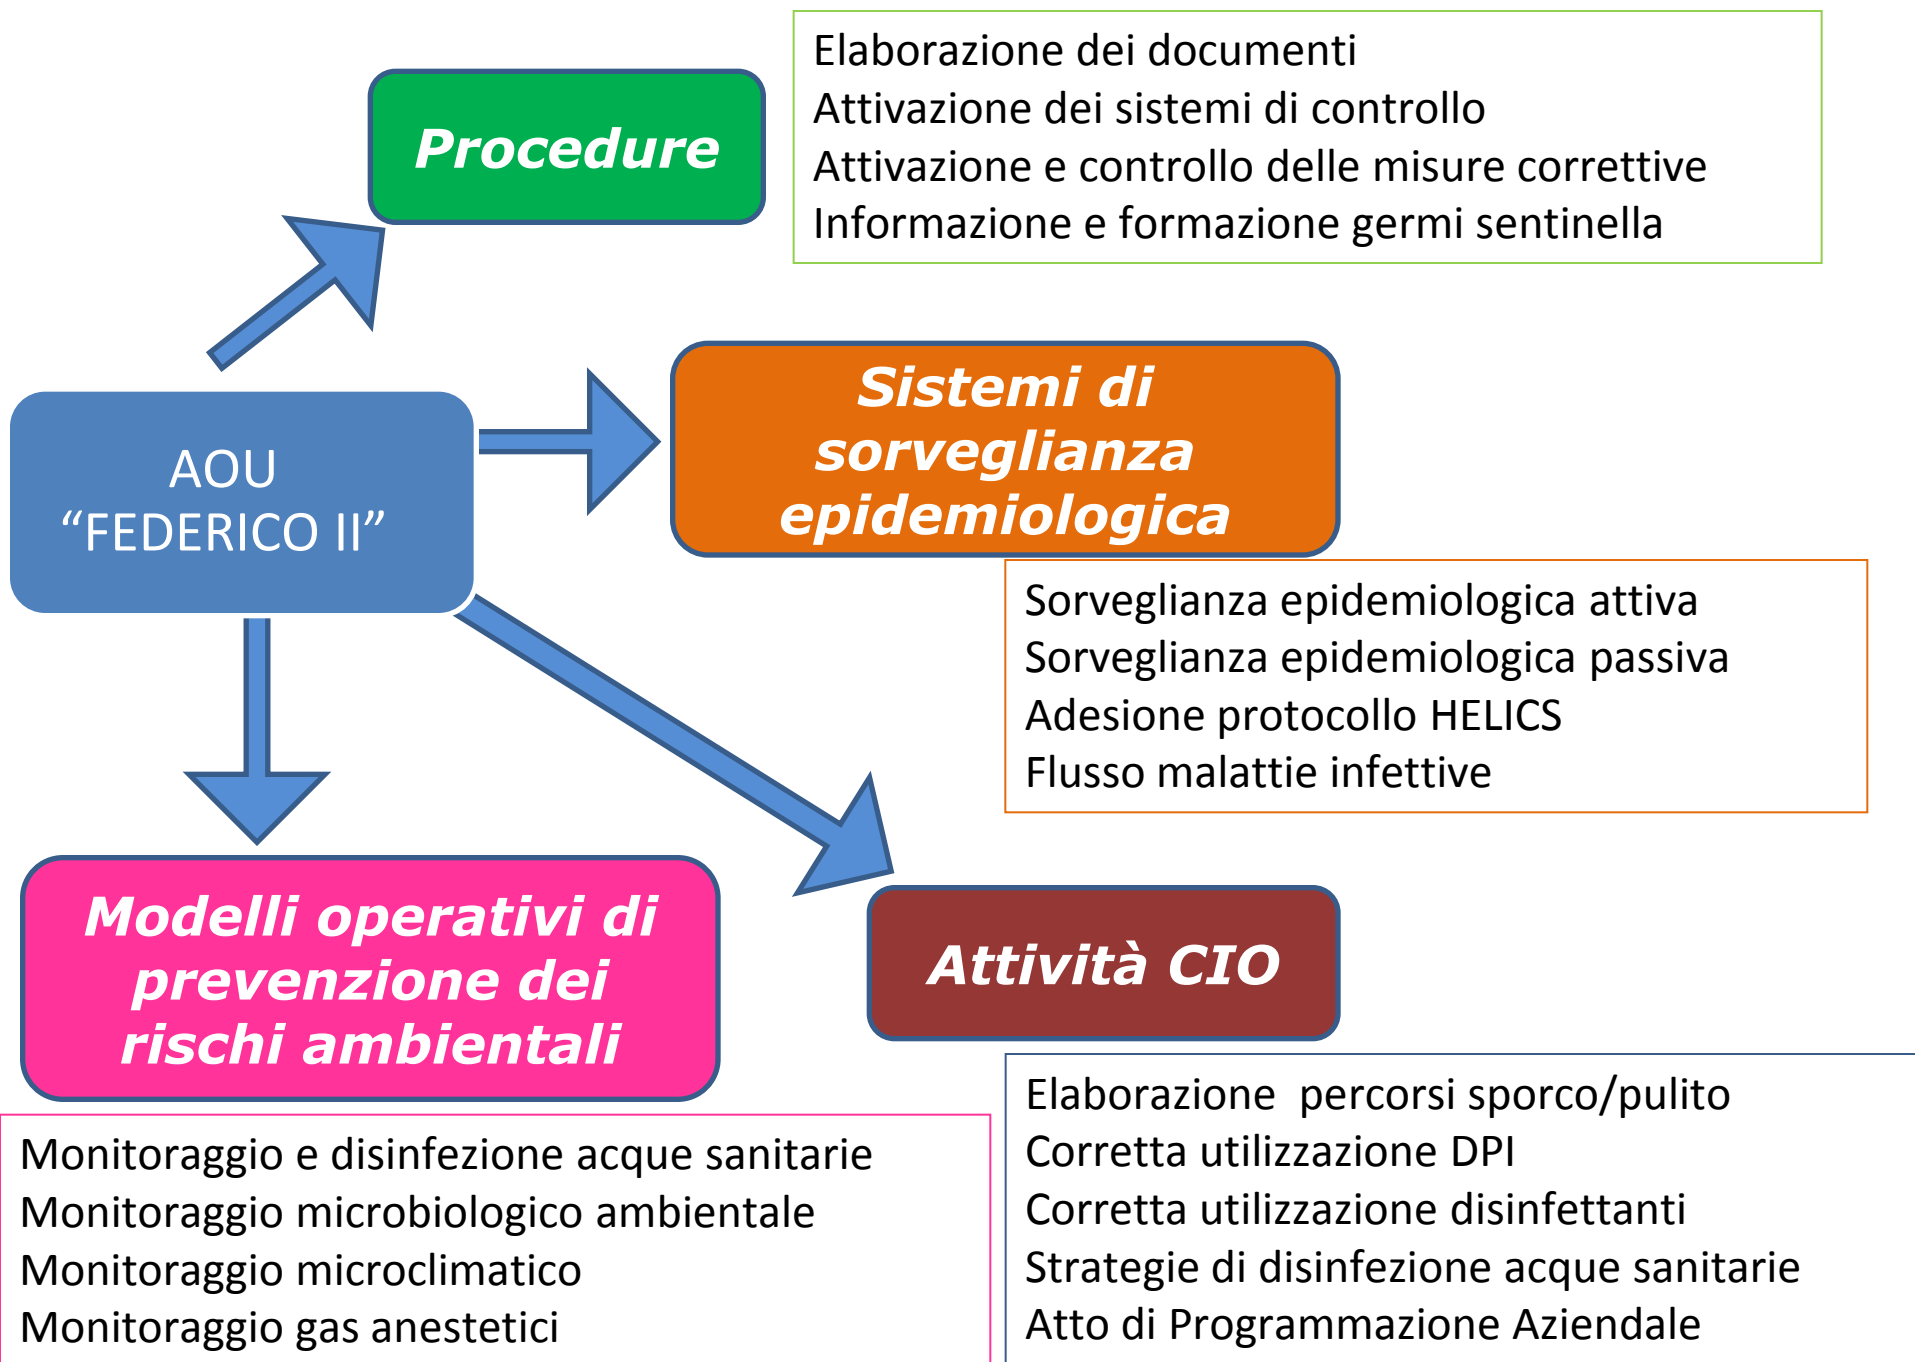 Procedure
Elaborazione dei documenti
Attivazione dei sistemi di controllo
Attivazione e controllo delle misure correttive
Informazione e formazione germi sentinella
AOU
“FEDERICO II”
Sistemi di
sorveglianza
epidemiologica
Sorveglianza epidemiologica attiva
Sorveglianza epidemiologica passiva
Adesione protocollo HELICS
Flusso malattie infettive
Modelli operativi di
prevenzione dei
rischi ambientali
Monitoraggio e disinfezione acque sanitarie
Monitoraggio microbiologico ambientale
Monitoraggio microclimatico
Monitoraggio gas anestetici
Attività CIO
Elaborazione  percorsi sporco/pulito
Corretta utilizzazione DPI
Corretta utilizzazione disinfettanti
Strategie di disinfezione acque sanitarie
Atto di Programmazione Aziendale